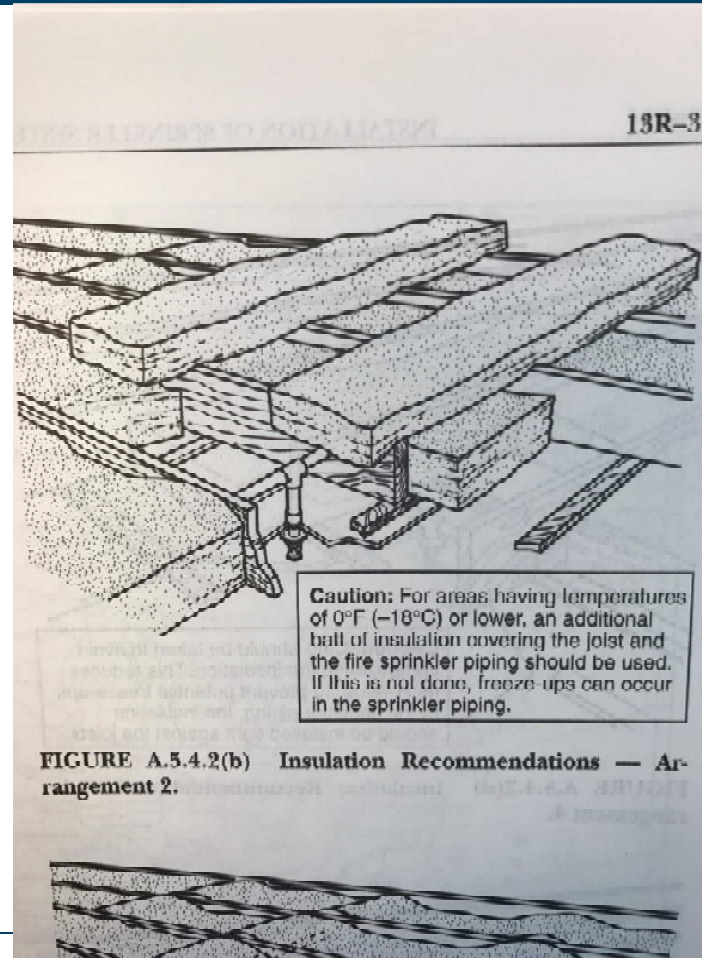 13R–3
Caution: For areas having temperatures
of 0°F (–18°C) or lower, an additional
batt of insulation covering the joist and
the fire sprinkler piping should be used.
If this is not done, freeze-ups can occur
in the sprinkler piping.
FIGURE A.5.4.2(b) Insulation Recommendations — Ar-
rangement 2.